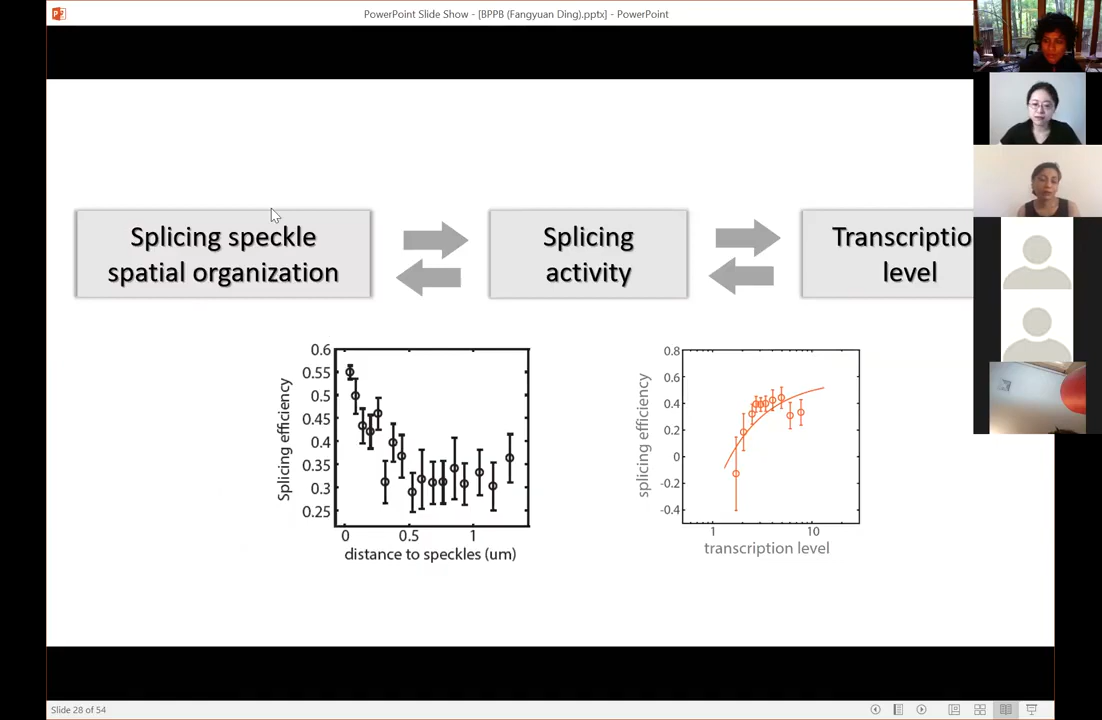 PowerPoint Slide Show - [BPPB (Fangyuan Ding).pptx] - PowerPoint
Splicing speckle
spatial organization
Splicing
activity
Transcriptio
level
Splicing efficiency
0.6
0.55
0.5
0.45
0.4
0.35
0.3
0.25
0
0.5
1
distance to speckles (um)
splicing efficiency
0.8
0.6
0.4
0.2
0
-0.2
-0.4
1
10
transcription level
Slide 28 of 54